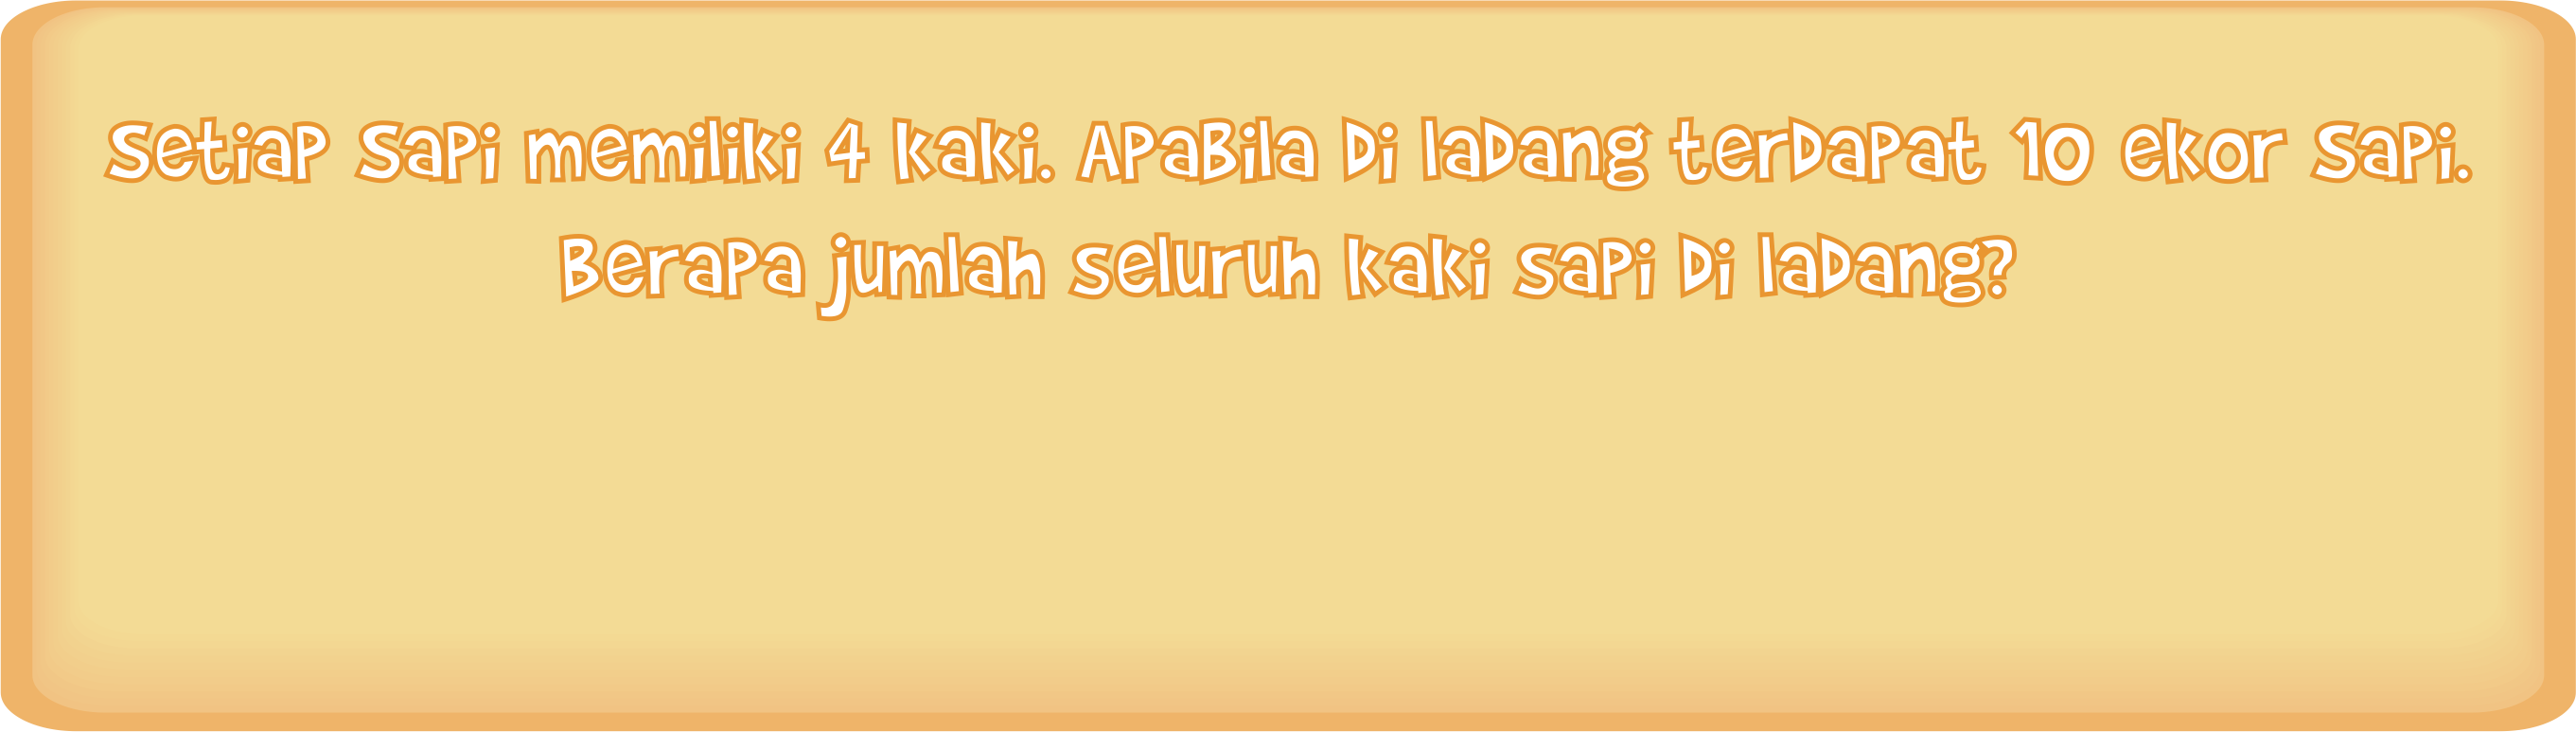 Setiap Sapi memiliki 4 kaki. Apabila di ladang terdapat 10 ekor Sapi.
Berapa jumlah seluruh kaki sapi di ladang?